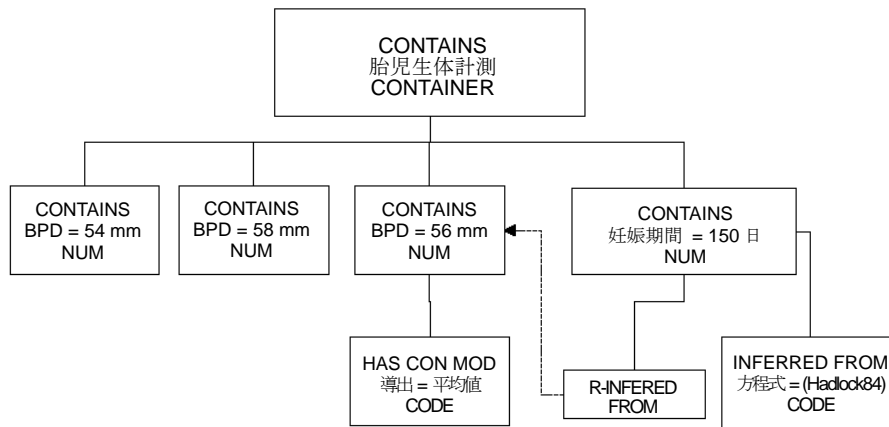 CONTAINS
胎児生体計測
CONTAINER
CONTAINS
BPD = 54 mm
NUM
CONTAINS
BPD = 58 mm
NUM
CONTAINS
BPD = 56 mm
NUM
CONTAINS
妊娠期間 = 150 日
NUM
HAS CON MOD
導出 = 平均値
CODE
R-INFERED
FROM
INFERRED FROM
方程式 = (Hadlock84)
CODE